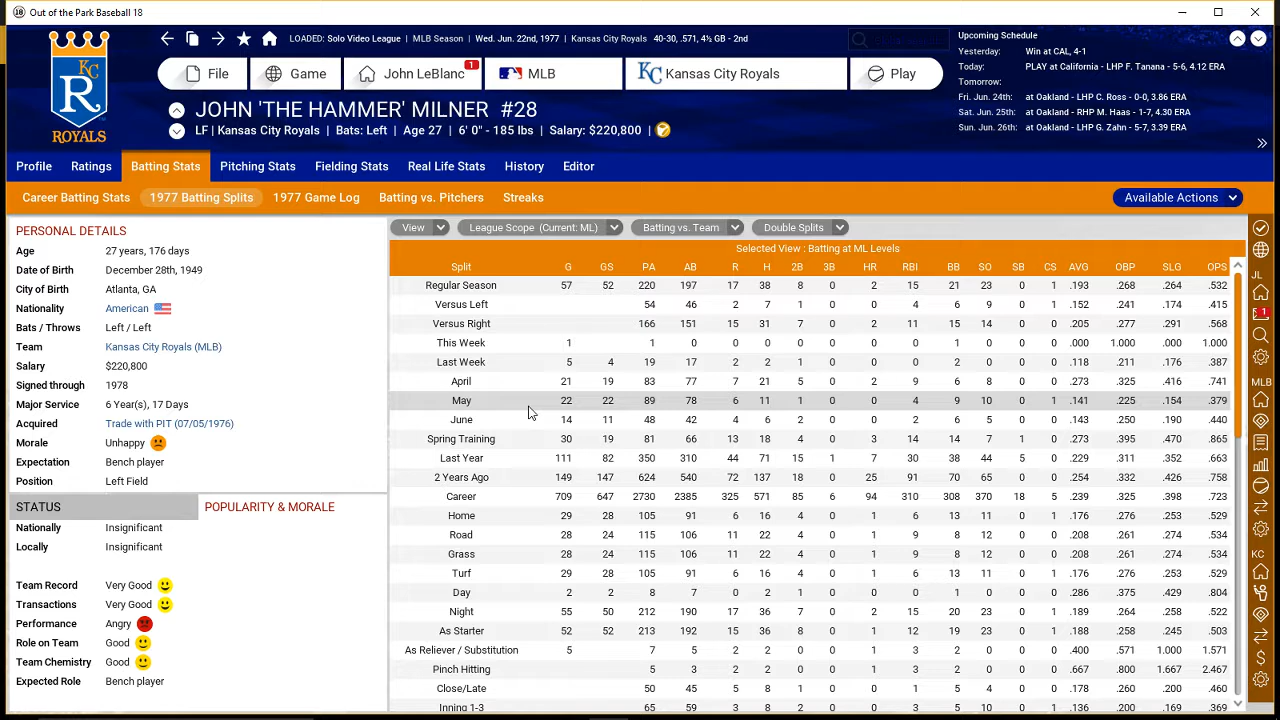 Out of the Park Baseball 18
LOADED: Solo Video League | MLB Season | Wed. Jun. 22nd, 1977 | Kansas City Royals 40-30, .571, 4½ GB - 2nd
Upcoming Schedule
Yesterday: Win at CAL, 4-1
Today: PLAY at California - LHP F. Tanana - 5-6, 4.12 ERA
Tomorrow:
Fri. Jun. 24th: at Oakland - LHP C. Ross - 0-0, 3.86 ERA
Sat. Jun. 25th: at Oakland - RHP M. Haas - 1-7, 4.30 ERA
Sun. Jun. 26th: at Oakland - LHP G. Zahn - 5-7, 3.39 ERA
File Game John LeBlanc 1 MLB KC Kansas City Royals Play
KC R ROYALS
JOHN 'THE HAMMER' MILNER #28
LF | Kansas City Royals | Bats: Left | Age 27 | 6' 0" - 185 lbs | Salary: $220,800
Profile Ratings Batting Stats Pitching Stats Fielding Stats Real Life Stats History Editor
Career Batting Stats 1977 Batting Splits 1977 Game Log Batting vs. Pitchers Streaks Available Actions
PERSONAL DETAILS
Age 27 years, 176 days
Date of Birth December 28th, 1949
City of Birth Atlanta, GA
Nationality American
Bats / Throws Left / Left
Team Kansas City Royals (MLB)
Salary $220,800
Signed through 1978
Major Service 6 Year(s), 17 Days
Acquired Trade with PIT (07/05/1976)
Morale Unhappy
Expectation Bench player
Position Left Field
STATUS POPULARITY & MORALE
Nationally Insignificant
Locally Insignificant
Team Record Very Good
Transactions Very Good
Performance Angry
Role on Team Good
Team Chemistry Good
Expected Role Bench player
View League Scope (Current: ML) Batting vs. Team Double Splits
Selected View : Batting at ML Levels
Split G GS PA AB R H 2B 3B HR RBI BB SO SB CS AVG OBP SLG OPS
Regular Season 57 52 220 197 17 38 8 0 2 15 21 23 0 1 .193 .268 .264 .532
Versus Left 54 46 2 7 1 0 0 4 6 9 0 1 .152 .241 .174 .415
Versus Right 166 151 15 31 7 0 2 11 15 14 0 0 .205 .277 .291 .568
This Week 1 1 0 0 0 0 0 0 0 1 0 0 0 .000 1.000 .000 1.000
Last Week 5 4 19 17 2 2 1 0 0 0 2 0 0 0 .118 .211 .176 .387
April 21 19 83 77 7 21 5 0 2 9 6 8 0 0 .273 .325 .416 .741
May 22 22 89 78 6 11 1 0 0 4 9 10 0 1 .141 .225 .154 .379
June 14 11 48 42 4 6 2 0 0 2 6 5 0 0 .143 .250 .190 .440
Spring Training 30 19 81 66 13 18 4 0 3 14 14 7 1 0 .273 .395 .470 .865
Last Year 111 82 350 310 44 71 15 1 7 30 38 44 5 0 .229 .311 .352 .663
2 Years Ago 149 147 624 540 72 137 18 0 25 91 70 65 0 0 .254 .332 .426 .758
Career 709 647 2730 2385 325 571 85 6 94 310 308 370 18 5 .239 .325 .398 .723
Home 29 28 105 91 6 16 4 0 1 6 13 11 0 1 .176 .276 .253 .529
Road 28 24 115 106 11 22 4 0 1 9 8 12 0 0 .208 .261 .274 .534
Grass 28 24 115 106 11 22 4 0 1 9 8 12 0 0 .208 .261 .274 .534
Turf 29 28 105 91 6 16 4 0 1 6 13 11 0 1 .176 .276 .253 .529
Day 2 2 8 7 0 2 1 0 0 0 1 0 0 0 .286 .375 .429 .804
Night 55 50 212 190 17 36 7 0 2 15 20 23 0 1 .189 .264 .258 .522
As Starter 52 52 213 192 15 36 8 0 1 12 19 23 0 1 .188 .258 .245 .503
As Reliever / Substitution 5 7 5 2 2 0 0 1 3 2 0 0 0 .400 .571 1.000 1.571
Pinch Hitting 5 3 2 2 0 0 1 3 2 0 0 0 .667 .800 1.667 2.467
Close/Late 50 45 5 8 1 0 0 1 5 4 0 0 .178 .260 .200 .460
Inning 1-3 65 59 3 8 2 0 0 3 5 8 0 1 .136 .200 .169 .369
JL
1
MLB
KC